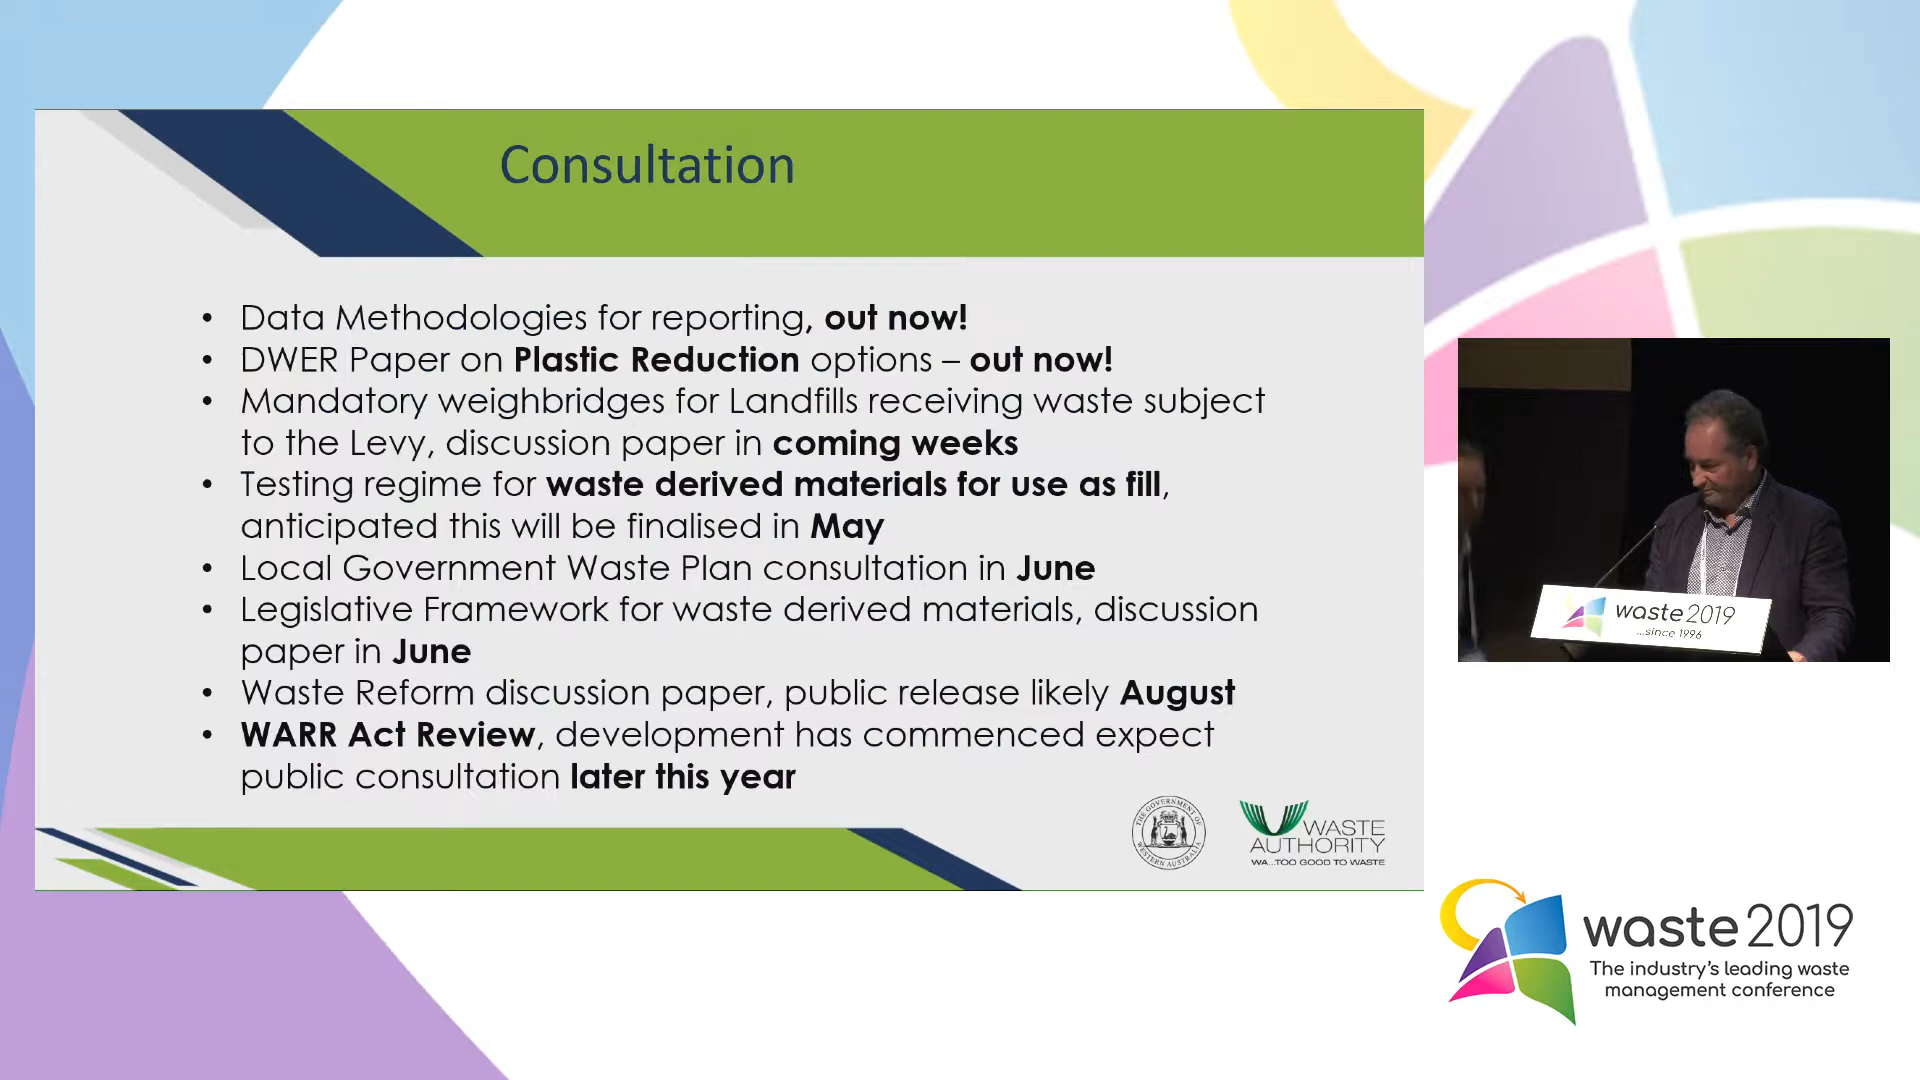 Consultation
• Data Methodologies for reporting, out now!
• DWER Paper on Plastic Reduction options – out now!
• Mandatory weighbridges for Landfills receiving waste subject
to the Levy, discussion paper in coming weeks
• Testing regime for waste derived materials for use as fill,
anticipated this will be finalised in May
• Local Government Waste Plan consultation in June
• Legislative Framework for waste derived materials, discussion
paper in June
• Waste Reform discussion paper, public release likely August
• WARR Act Review, development has commenced expect
public consultation later this year
THE GOVERNMENT OF
WESTERN AUSTRALIA
WASTE
AUTHORITY
WA...TOO GOOD TO WASTE
waste 2019
...since 1996
waste 2019
The industry's leading waste
management conference